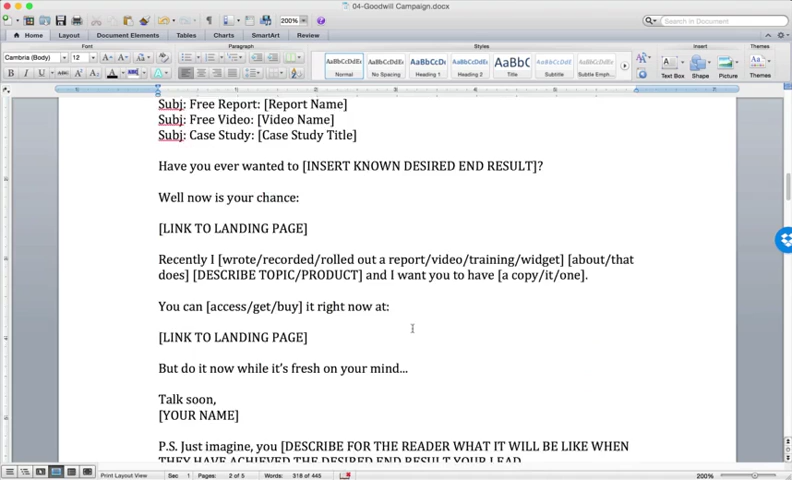 04-Goodwill Campaign.docx
200%
Search in Document
Home Layout Document Elements Tables Charts SmartArt Review
Font Paragraph Styles Insert Themes
Cambria (Body) 12
AaBbCcDdE AaBbCcDdE AaBbCcD AaBbCcDc AaBbC AaBbCcDc AaBbCcDdE
Normal No Spacing Heading 1 Heading 2 Title Subtitle Subtle Emph... Text Box Shape Picture Themes
B I U ABC
Subj: Free Report: [Report Name]
Subj: Free Video: [Video Name]
Subj: Case Study: [Case Study Title]
Have you ever wanted to [INSERT KNOWN DESIRED END RESULT]?
Well now is your chance:
[LINK TO LANDING PAGE]
Recently I [wrote/recorded/rolled out a report/video/training/widget] [about/that
does] [DESCRIBE TOPIC/PRODUCT] and I want you to have [a copy/it/one].
You can [access/get/buy] it right now at:
[LINK TO LANDING PAGE]
But do it now while it's fresh on your mind...
Talk soon,
[YOUR NAME]
P.S. Just imagine, you [DESCRIBE FOR THE READER WHAT IT WILL BE LIKE WHEN
THEY HAVE ACHIEVED THE DESIRED END RESULT YOUR LEAD
Print Layout View Sec 1 Pages: 2 of 5 Words: 318 of 445 200%